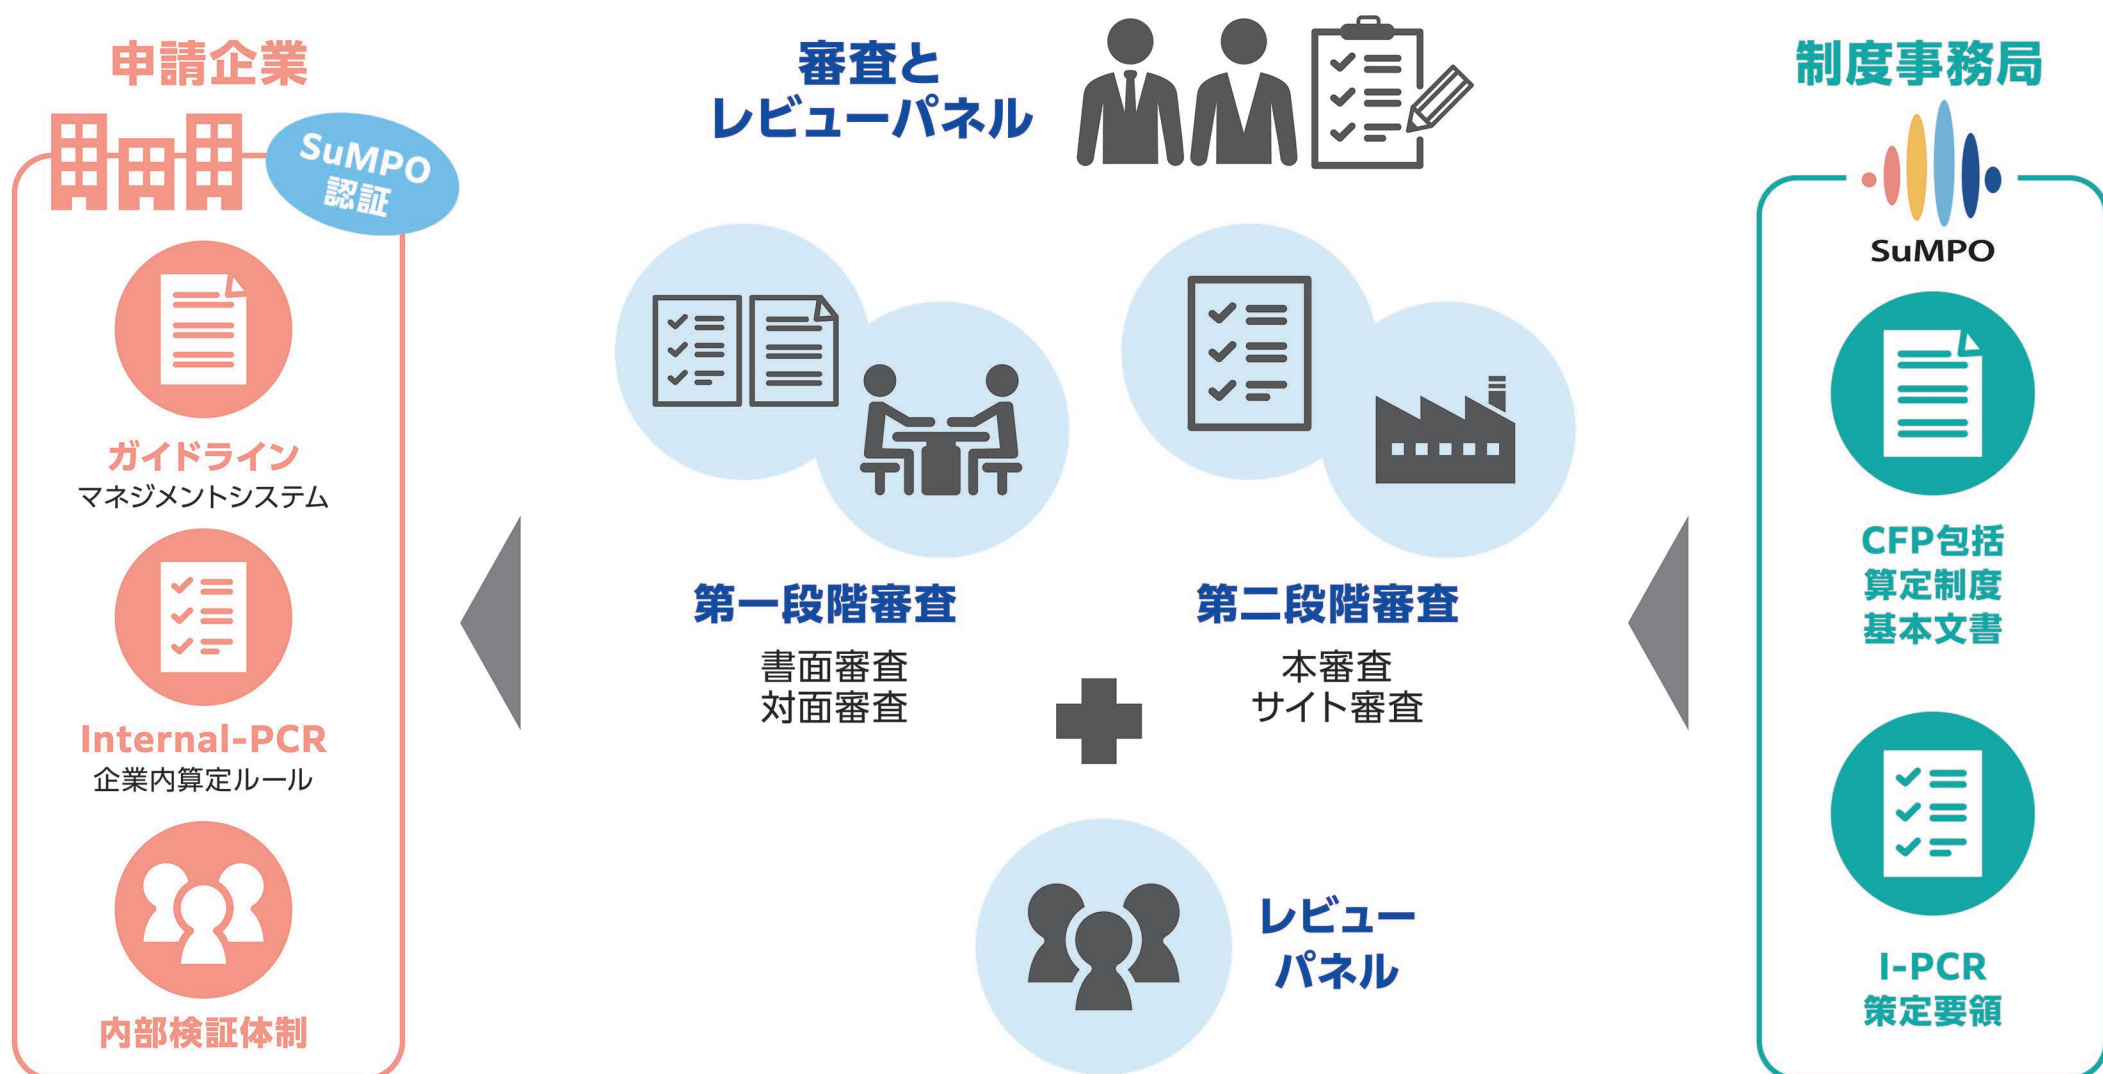 申請企業
SuMPO
認証
ガイドライン
マネジメントシステム
Internal-PCR
企業内算定ルール
内部検証体制
審査と
レビューパネル
第一段階審査
書面審査
対面審査
第二段階審査
本審査
サイト審査
レビュー
パネル
制度事務局
SuMPO
CFP包括
算定制度
基本文書
I-PCR
策定要領